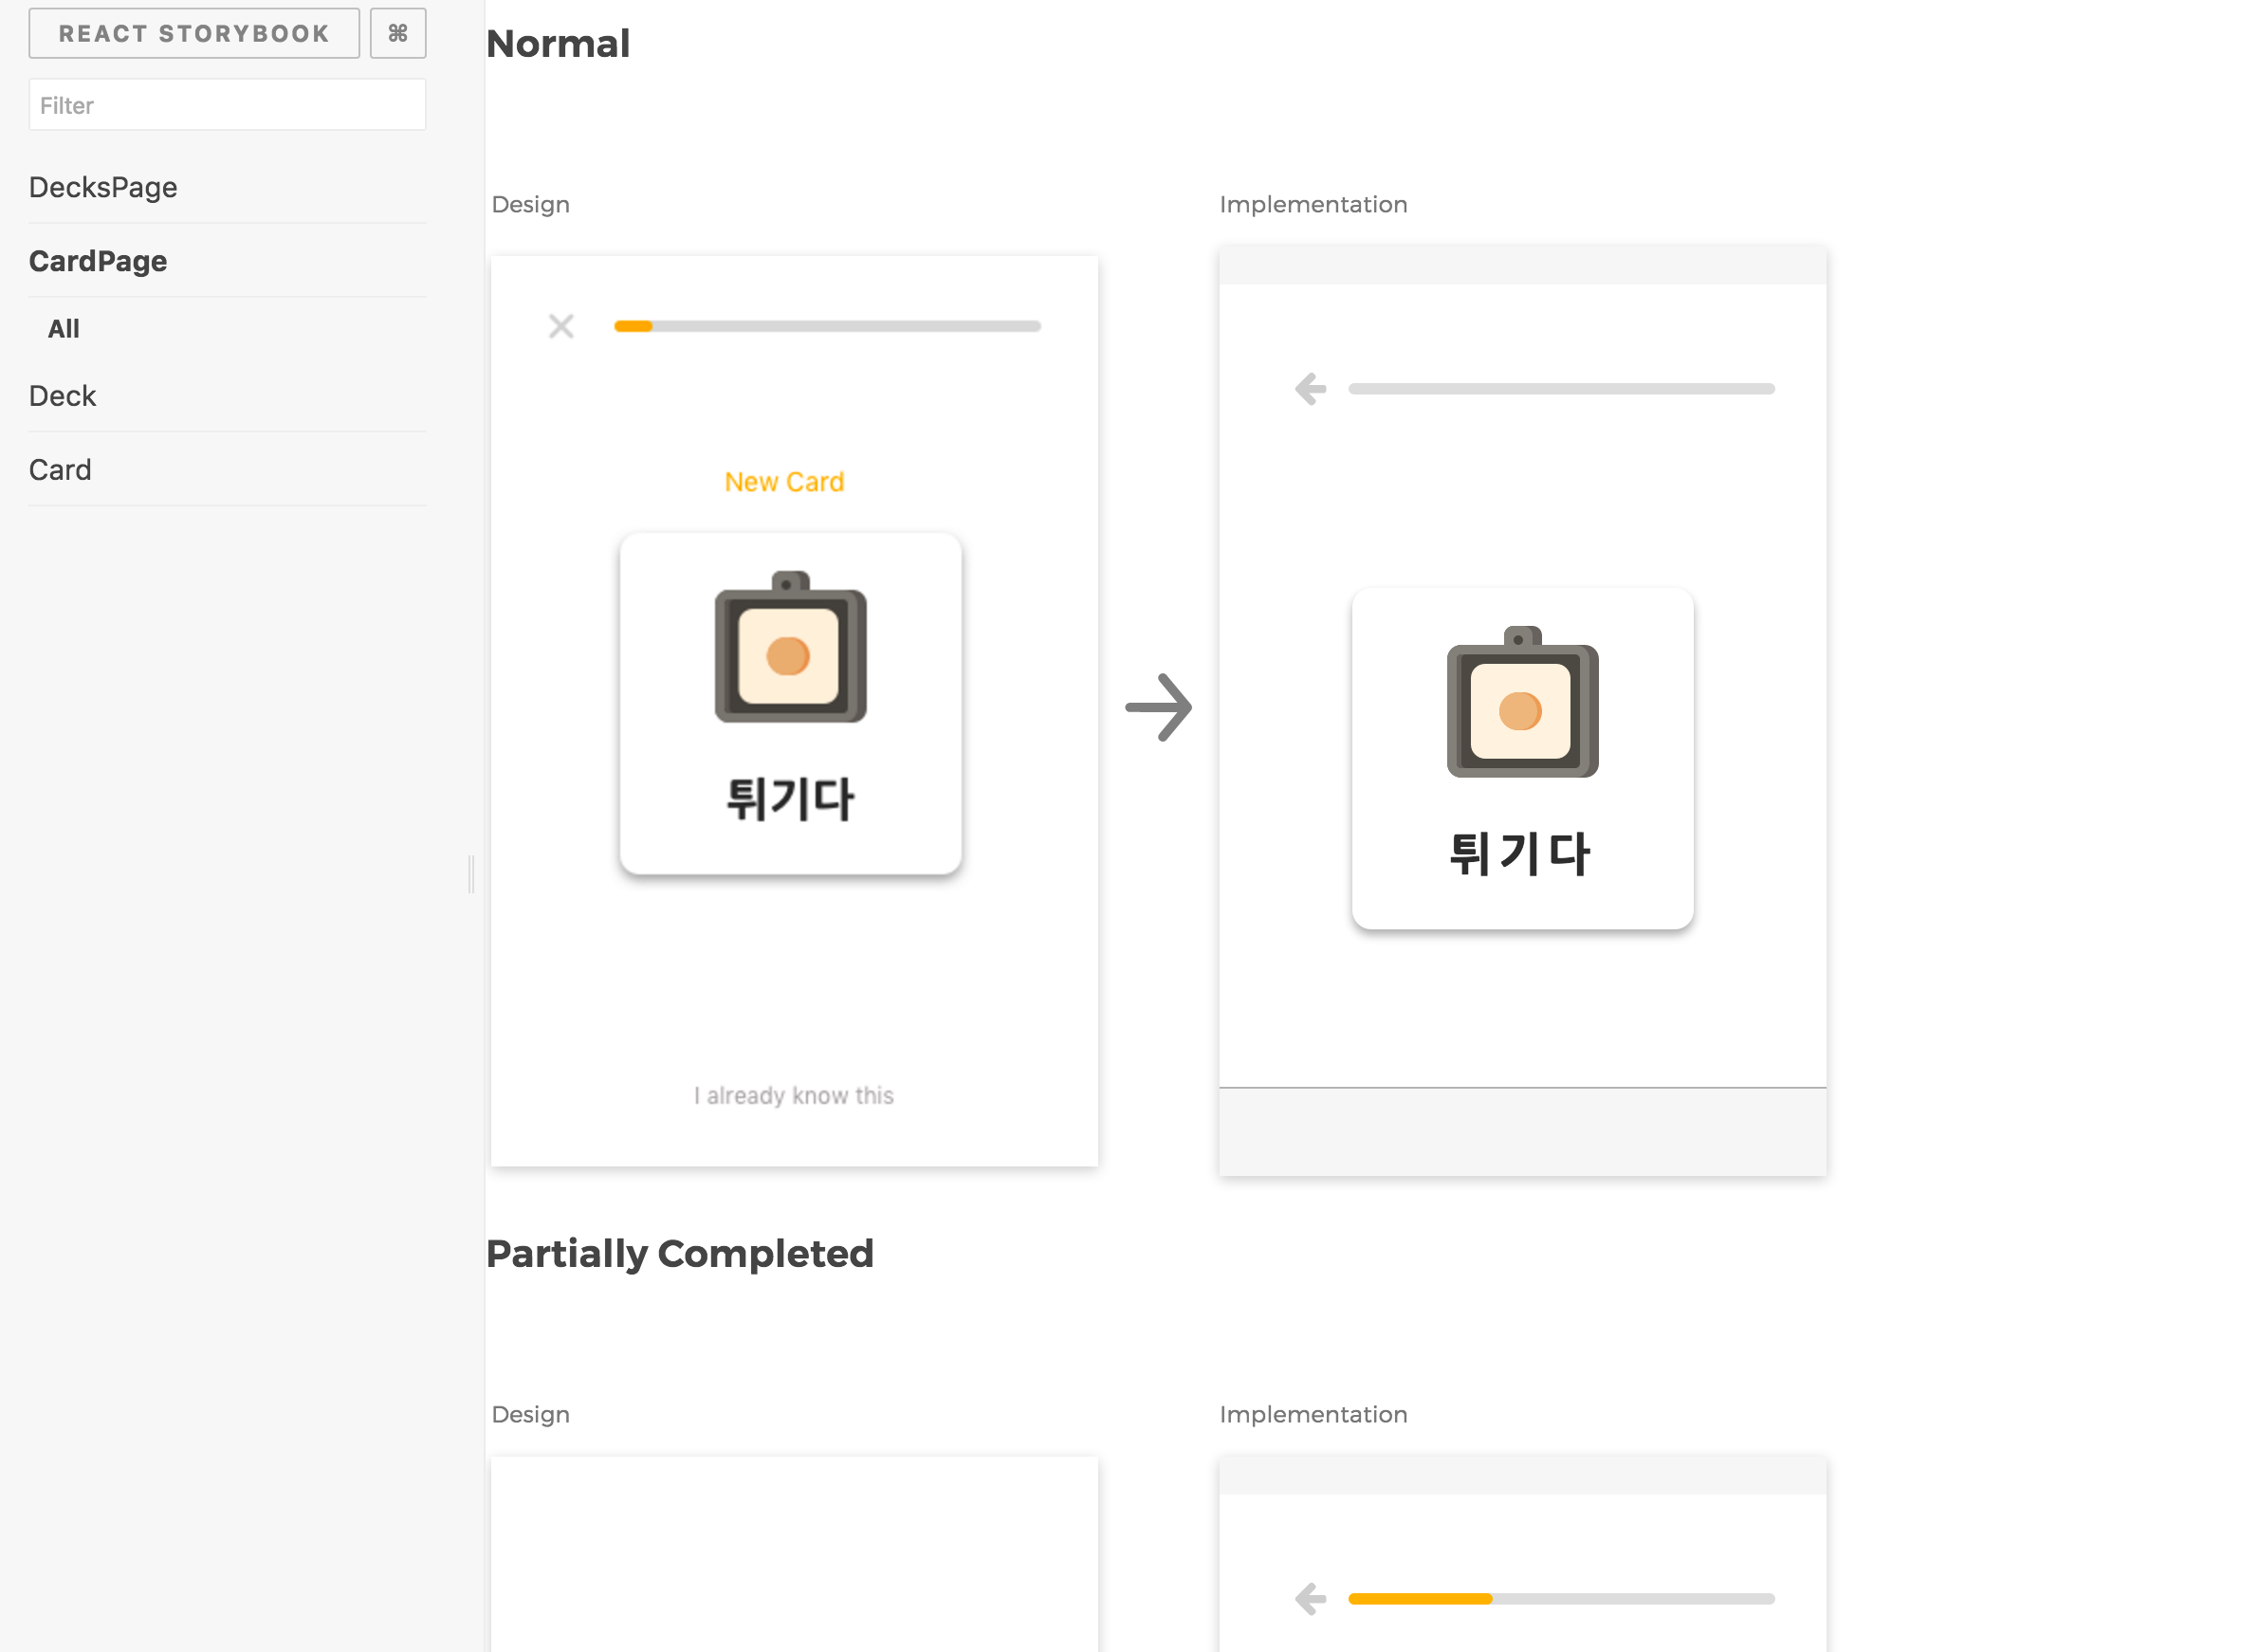 REACT STORYBOOK ⌘
Filter
DecksPage
CardPage
All
Deck
Card
Normal
Design
New Card
튀기다
I already know this
Implementation
튀기다
Partially Completed
Design
Implementation